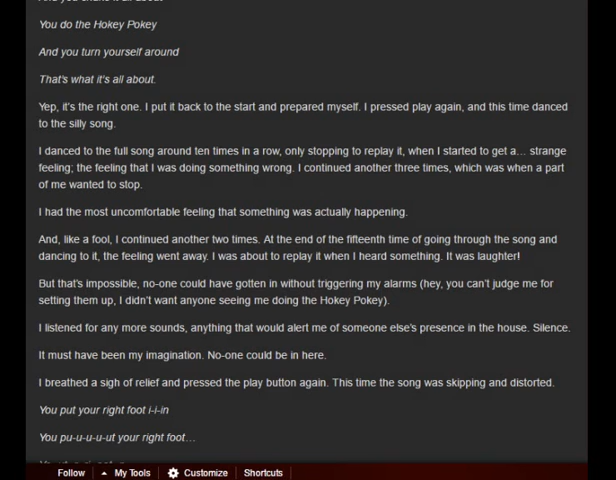 You do the Hokey Pokey
And you turn yourself around
That's what it's all about.
Yep, it's the right one. I put it back to the start and prepared myself. I pressed play again, and this time danced
to the silly song.
I danced to the full song around ten times in a row, only stopping to replay it, when I started to get a... strange
feeling; the feeling that I was doing something wrong. I continued another three times, which was when a part
of me wanted to stop.
I had the most uncomfortable feeling that something was actually happening.
And, like a fool, I continued another two times. At the end of the fifteenth time of going through the song and
dancing to it, the feeling went away. I was about to replay it when I heard something. It was laughter!
But that's impossible, no-one could have gotten in without triggering my alarms (hey, you can't judge me for
setting them up, I didn't want anyone seeing me doing the Hokey Pokey).
I listened for any more sounds, anything that would alert me of someone else's presence in the house. Silence.
It must have been my imagination. No-one could be in here.
I breathed a sigh of relief and pressed the play button again. This time the song was skipping and distorted.
You put your right foot i-i-in
You pu-u-u-u-ut your right foot...
Follow My Tools Customize Shortcuts